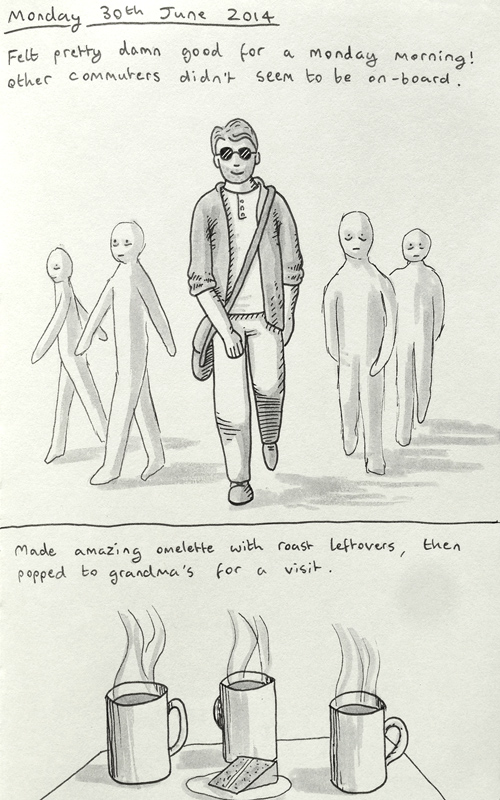 Monday 30th June 2014
Felt pretty damn good for a monday morning!
other commuters didn't seem to be on-board.
Made amazing omelette with roast leftovers, then
popped to grandma's for a visit.